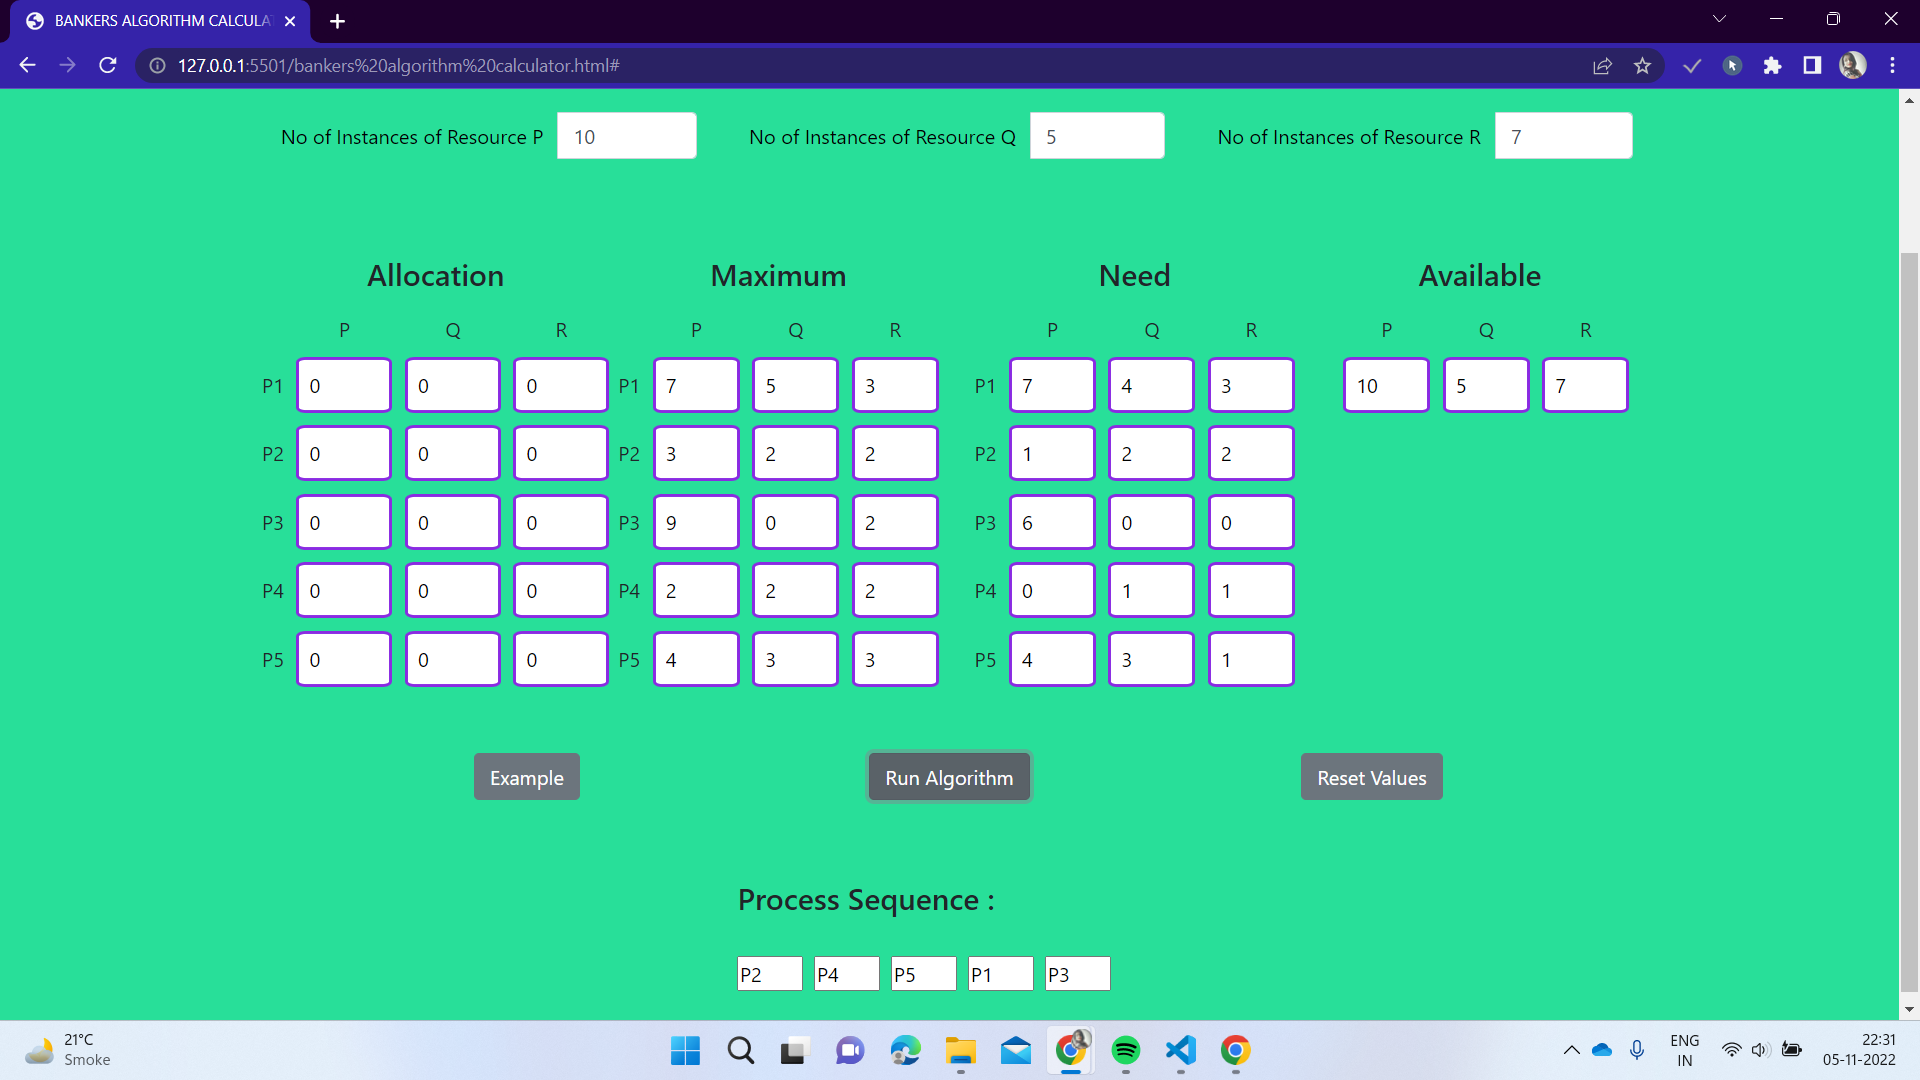 BANKERS ALGORITHM CALCULA
127.0.0.1:5501/bankers%20algorithm%20calculator.html#
No of Instances of Resource P 10 No of Instances of Resource Q 5 No of Instances of Resource R 7
Allocation Maximum Need Available
P Q R P Q R P Q R P Q R
P1 0 0 0 P1 7 5 3 P1 7 4 3 10 5 7
P2 0 0 0 P2 3 2 2 P2 1 2 2
P3 0 0 0 P3 9 0 2 P3 6 0 0
P4 0 0 0 P4 2 2 2 P4 0 1 1
P5 0 0 0 P5 4 3 3 P5 4 3 1
Example Run Algorithm Reset Values
Process Sequence :
P2 P4 P5 P1 P3
21°C
Smoke
ENG
IN
22:31
05-11-2022